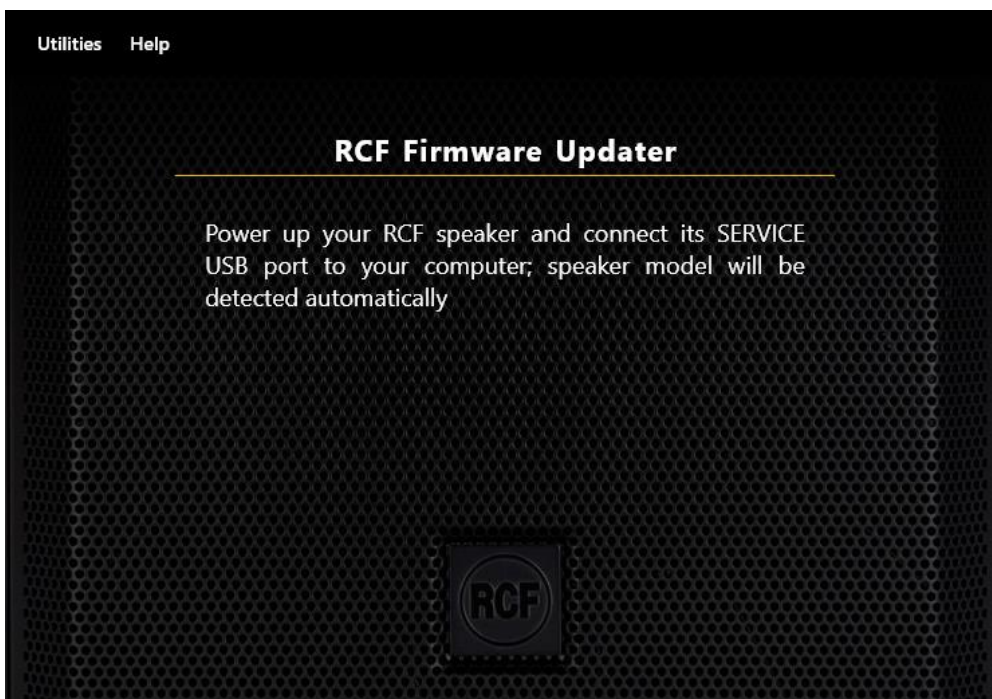 Utilities Help
RCF Firmware Updater
Power up your RCF speaker and connect its SERVICE
USB port to your computer; speaker model will be
detected automatically
RCF